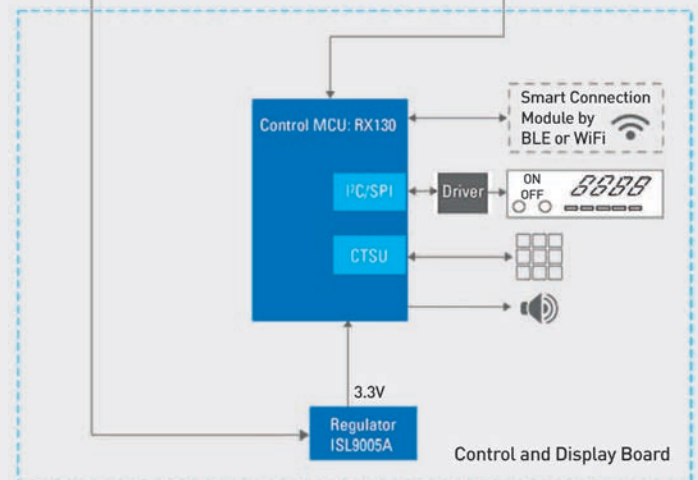 Control MCU: RX130
Smart Connection
Module by
BLE or WiFi
I²C/SPI
Driver
ON
OFF
8888
CTSU
3.3V
Regulator
ISL9005A
Control and Display Board